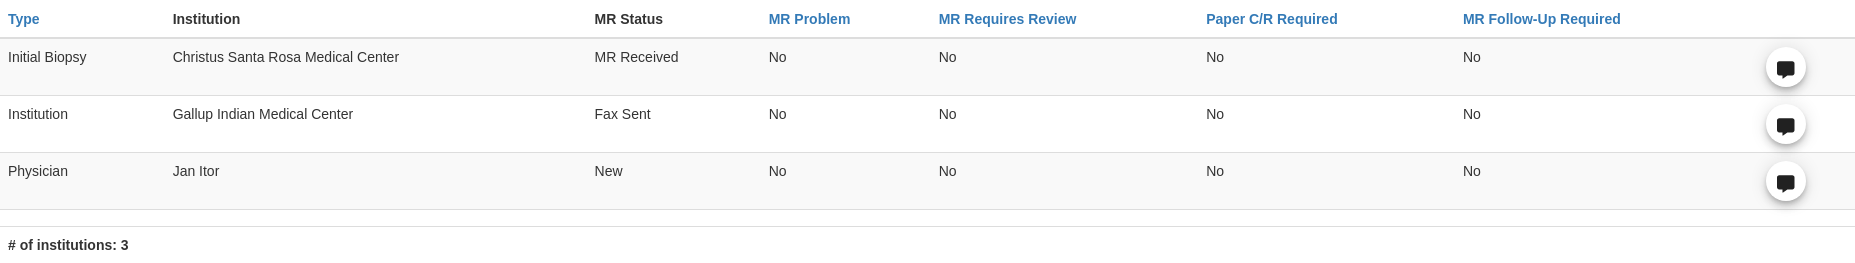 Type Institution MR Status MR Problem MR Requires Review Paper C/R Required MR Follow-Up Required
Initial Biopsy Christus Santa Rosa Medical Center MR Received No No No No
Institution Gallup Indian Medical Center Fax Sent No No No No
Physician Jan Itor New No No No No
# of institutions: 3